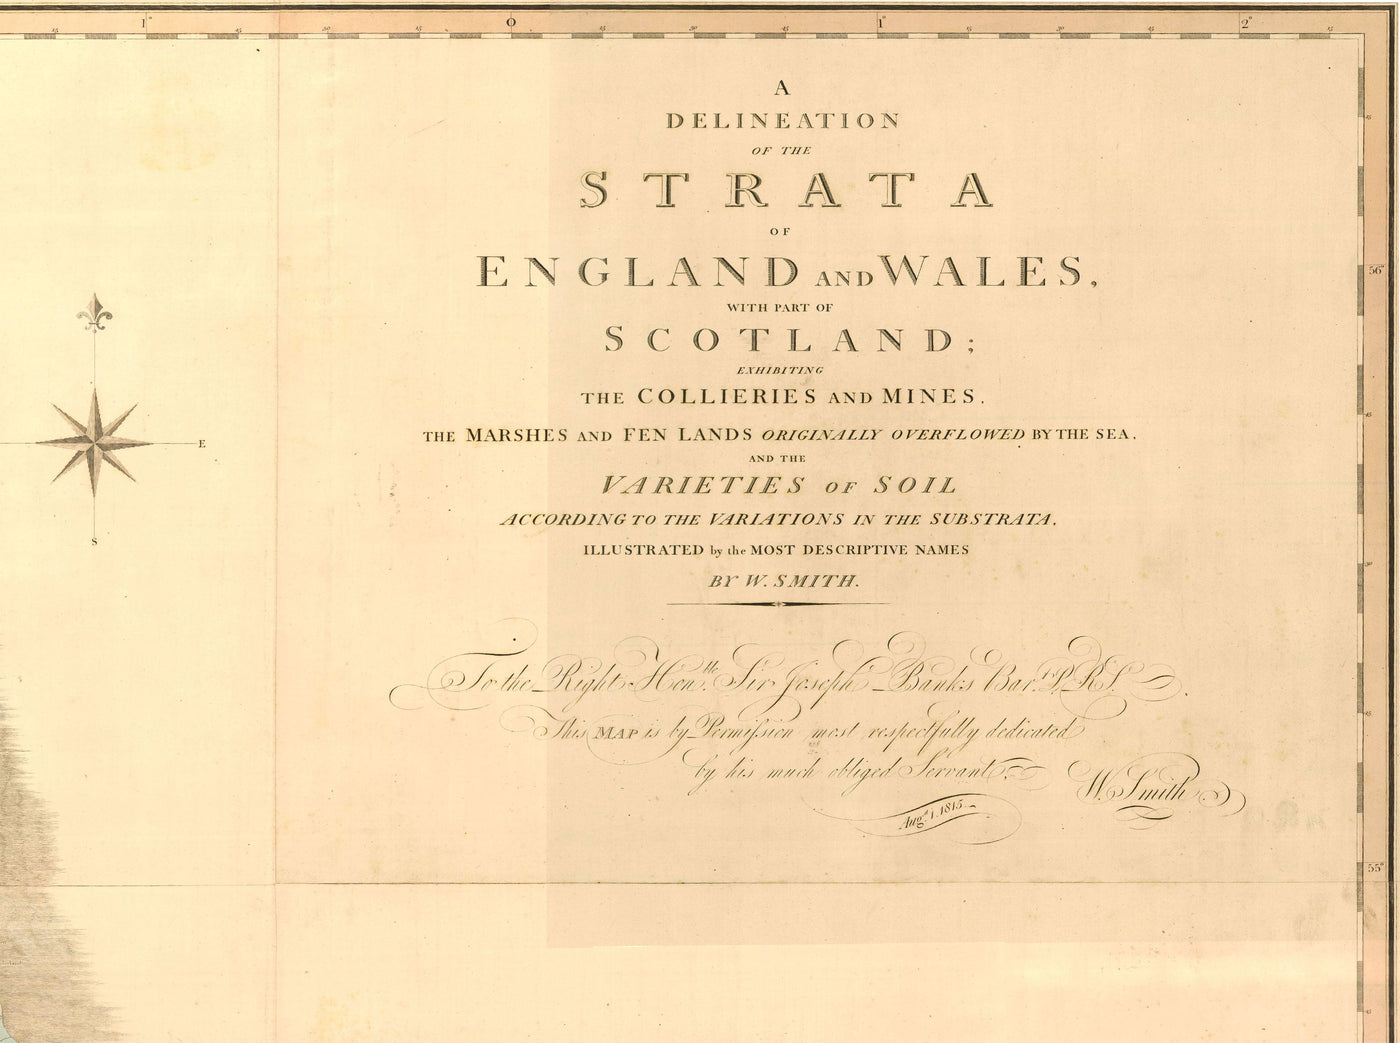 1°
0
1°
2°
A
DELINEATION
OF THE
STRATA
OF
ENGLAND AND WALES,
WITH PART OF
SCOTLAND;
EXHIBITING
THE COLLIERIES AND MINES.
THE MARSHES AND FEN LANDS ORIGINALLY OVERFLOWED BY THE SEA.
AND THE
VARIETIES OF SOIL
ACCORDING TO THE VARIATIONS IN THE SUBSTRATA.
ILLUSTRATED by the MOST DESCRIPTIVE NAMES
BY W. SMITH.
To the Right Hon.ble Sir Joseph Banks Bar.t P.R.S.
This MAP is by Permiſsion most respectfully dedicated
by his much obliged Servant
W. Smith
Aug.t 1. 1815.
E
S
56°
55°